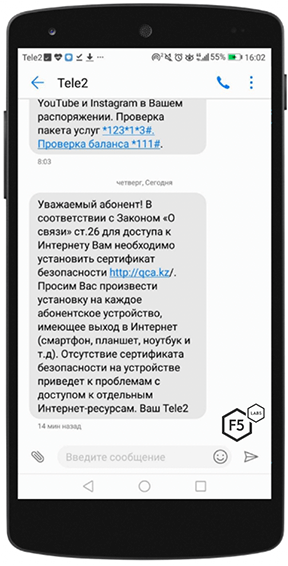 Tele2
55% 16:02
Tele2
YouTube и Instagram в Вашем
распоряжении. Проверка
пакета услуг *123*1*3#.
Проверка баланса *111#.
8:03
четверг, Сегодня
Уважаемый абонент! В
соответствии с Законом «О
связи» ст.26 для доступа к
Интернету Вам необходимо
установить сертификат
безопасности http://qca.kz/.
Просим Вас произвести
установку на каждое
абонентское устройство,
имеющее выход в Интернет
(смартфон, планшет, ноутбук и
т.д). Отсутствие сертификата
безопасности на устройстве
приведет к проблемам с
доступом к отдельным
Интернет-ресурсам. Ваш Tele2
14 мин назад
F5 LABS
Введите сообщение